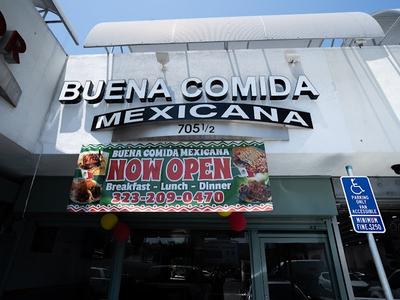 BUENA COMIDA
MEXICANA
705 1/2
BUENA COMIDA MEXICANA
NOW OPEN
Breakfast - Lunch - Dinner
323-209-0470
PARKING
ONLY
VAN
ACCESSIBLE
MINIMUM
FINE $250